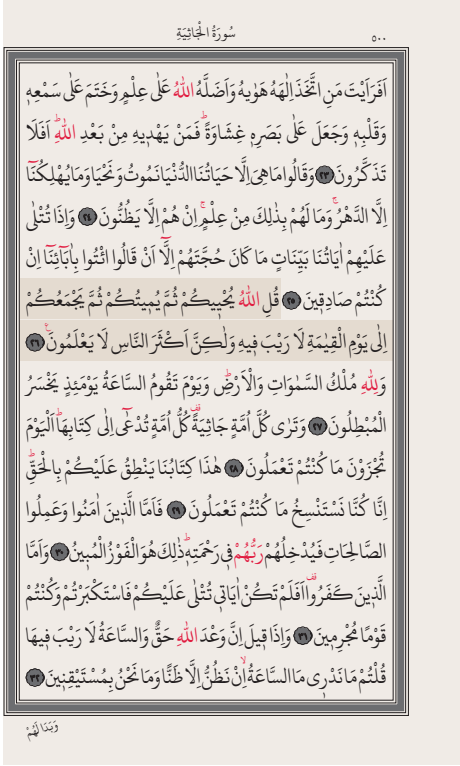 سُورَةُ الْجَاثِيَةِ
٥٠٠
اَفَرَاَيْتَ مَنِ اتَّخَذَ اِلٰهَهُ هَوٰيهُ وَاَضَلَّهُ اللّٰهُ عَلٰى عِلْمٍ وَخَتَمَ عَلٰى سَمْعِهٖ
وَقَلْبِهٖ وَجَعَلَ عَلٰى بَصَرِهٖ غِشَاوَةًۜ فَمَنْ يَهْدٖيهِ مِنْ بَعْدِ اللّٰهِۜ اَفَلَا
تَذَكَّرُونَ ﴿٢٣﴾ وَقَالُوا مَا هِيَ اِلَّا حَيَاتُنَا الدُّنْيَا نَمُوتُ وَنَحْيَا وَمَا يُهْلِكُنَٓا
اِلَّا الدَّهْرُۚ وَمَا لَهُمْ بِذٰلِكَ مِنْ عِلْمٍۚ اِنْ هُمْ اِلَّا يَظُنُّونَ ﴿٢٤﴾ وَاِذَا تُتْلٰى
عَلَيْهِمْ اٰيَاتُنَا بَيِّنَاتٍ مَا كَانَ حُجَّتَهُمْ اِلَّٓا اَنْ قَالُوا ائْتُوا بِاٰبَٓائِنَٓا اِنْ
كُنْتُمْ صَادِقٖينَ ﴿٢٥﴾ قُلِ اللّٰهُ يُحْيٖيكُمْ ثُمَّ يُمٖيتُكُمْ ثُمَّ يَجْمَعُكُمْ
اِلٰى يَوْمِ الْقِيٰمَةِ لَا رَيْبَ فٖيهِ وَلٰكِنَّ اَكْثَرَ النَّاسِ لَا يَعْلَمُونَۚ ﴿٢٦﴾
وَلِلّٰهِ مُلْكُ السَّمٰوَاتِ وَالْاَرْضِۜ وَيَوْمَ تَقُومُ السَّاعَةُ يَوْمَئِذٍ يَخْسَرُ
الْمُبْطِلُونَ ﴿٢٧﴾ وَتَرٰى كُلَّ اُمَّةٍ جَاثِيَةًࣞ كُلُّ اُمَّةٍ تُدْعٰٓى اِلٰى كِتَابِهَاۜ اَلْيَوْمَ
تُجْزَوْنَ مَا كُنْتُمْ تَعْمَلُونَ ﴿٢٨﴾ هٰذَا كِتَابُنَا يَنْطِقُ عَلَيْكُمْ بِالْحَقِّۜ
اِنَّا كُنَّا نَسْتَنْسِخُ مَا كُنْتُمْ تَعْمَلُونَ ﴿٢٩﴾ فَاَمَّا الَّذٖينَ اٰمَنُوا وَعَمِلُوا
الصَّالِحَاتِ فَيُدْخِلُهُمْ رَبُّهُمْ فٖي رَحْمَتِهٖۜ ذٰلِكَ هُوَ الْفَوْزُ الْمُبٖينُ ﴿٣٠﴾ وَاَمَّا
الَّذٖينَ كَفَرُواࣞ اَفَلَمْ تَكُنْ اٰيَاتٖي تُتْلٰى عَلَيْكُمْ فَاسْتَكْبَرْتُمْ وَكُنْتُمْ
قَوْمًا مُجْرِمٖينَ ﴿٣١﴾ وَاِذَا قٖيلَ اِنَّ وَعْدَ اللّٰهِ حَقٌّ وَالسَّاعَةُ لَا رَيْبَ فٖيهَا
قُلْتُمْ مَا نَدْرٖي مَا السَّاعَةُۙ اِنْ نَظُنُّ اِلَّا ظَنًّا وَمَا نَحْنُ بِمُسْتَيْقِنٖينَ ﴿٣٢﴾
وَبَدَا لَهُمْ